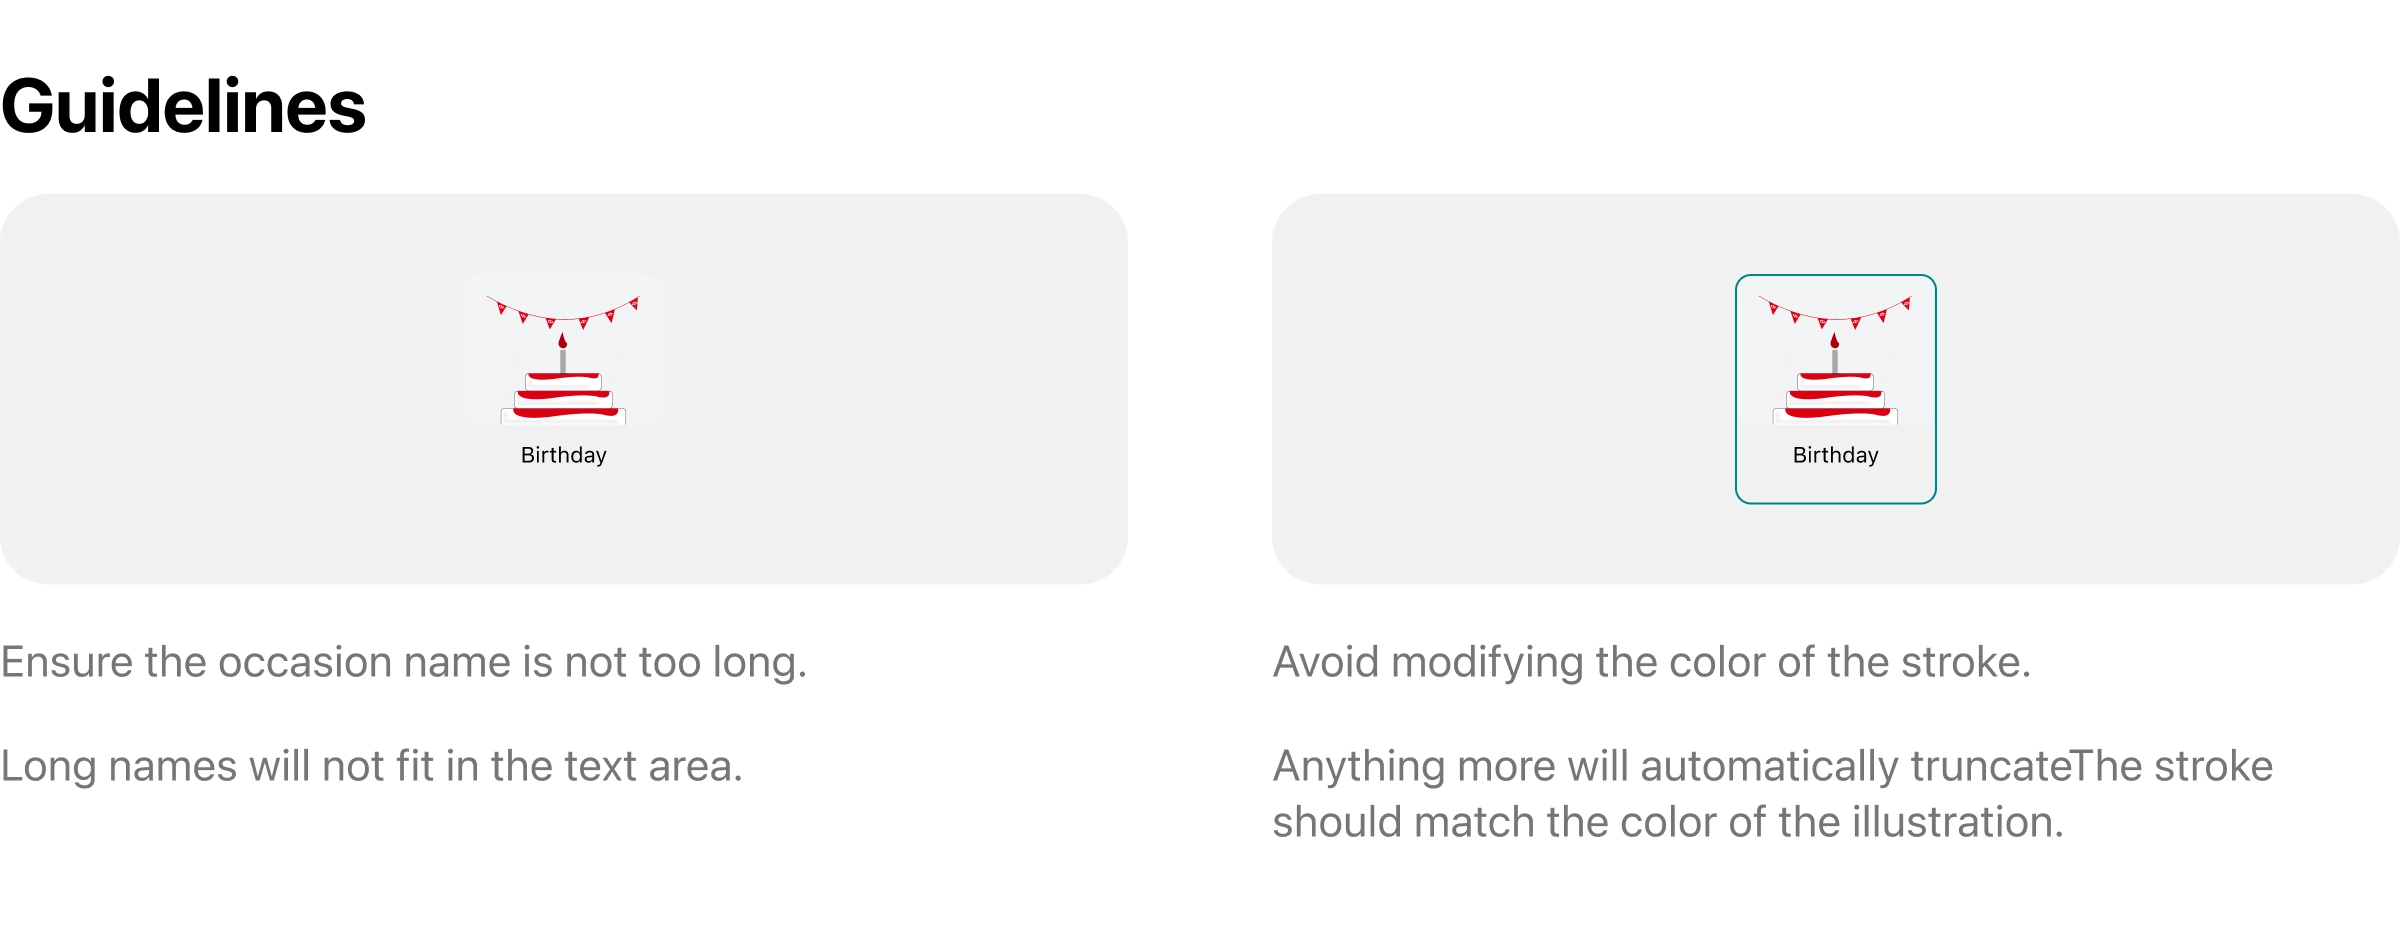 Guidelines
Birthday
Ensure the occasion name is not too long.
Long names will not fit in the text area.
Birthday
Avoid modifying the color of the stroke.
Anything more will automatically truncateThe stroke
should match the color of the illustration.